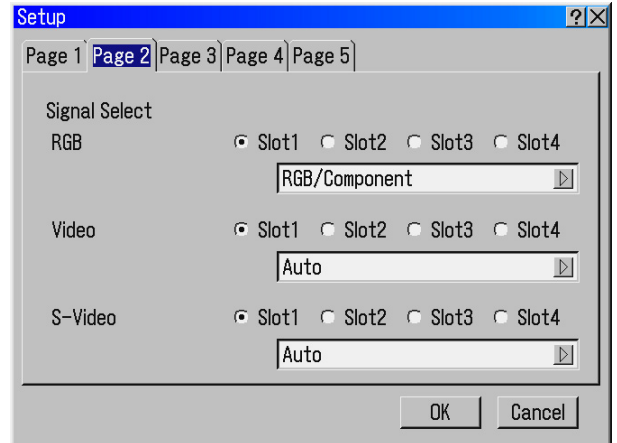 Setup
Page 1 Page 2 Page 3 Page 4 Page 5
Signal Select
RGB Slot1 Slot2 Slot3 Slot4
RGB/Component
Video Slot1 Slot2 Slot3 Slot4
Auto
S-Video Slot1 Slot2 Slot3 Slot4
Auto
OK Cancel